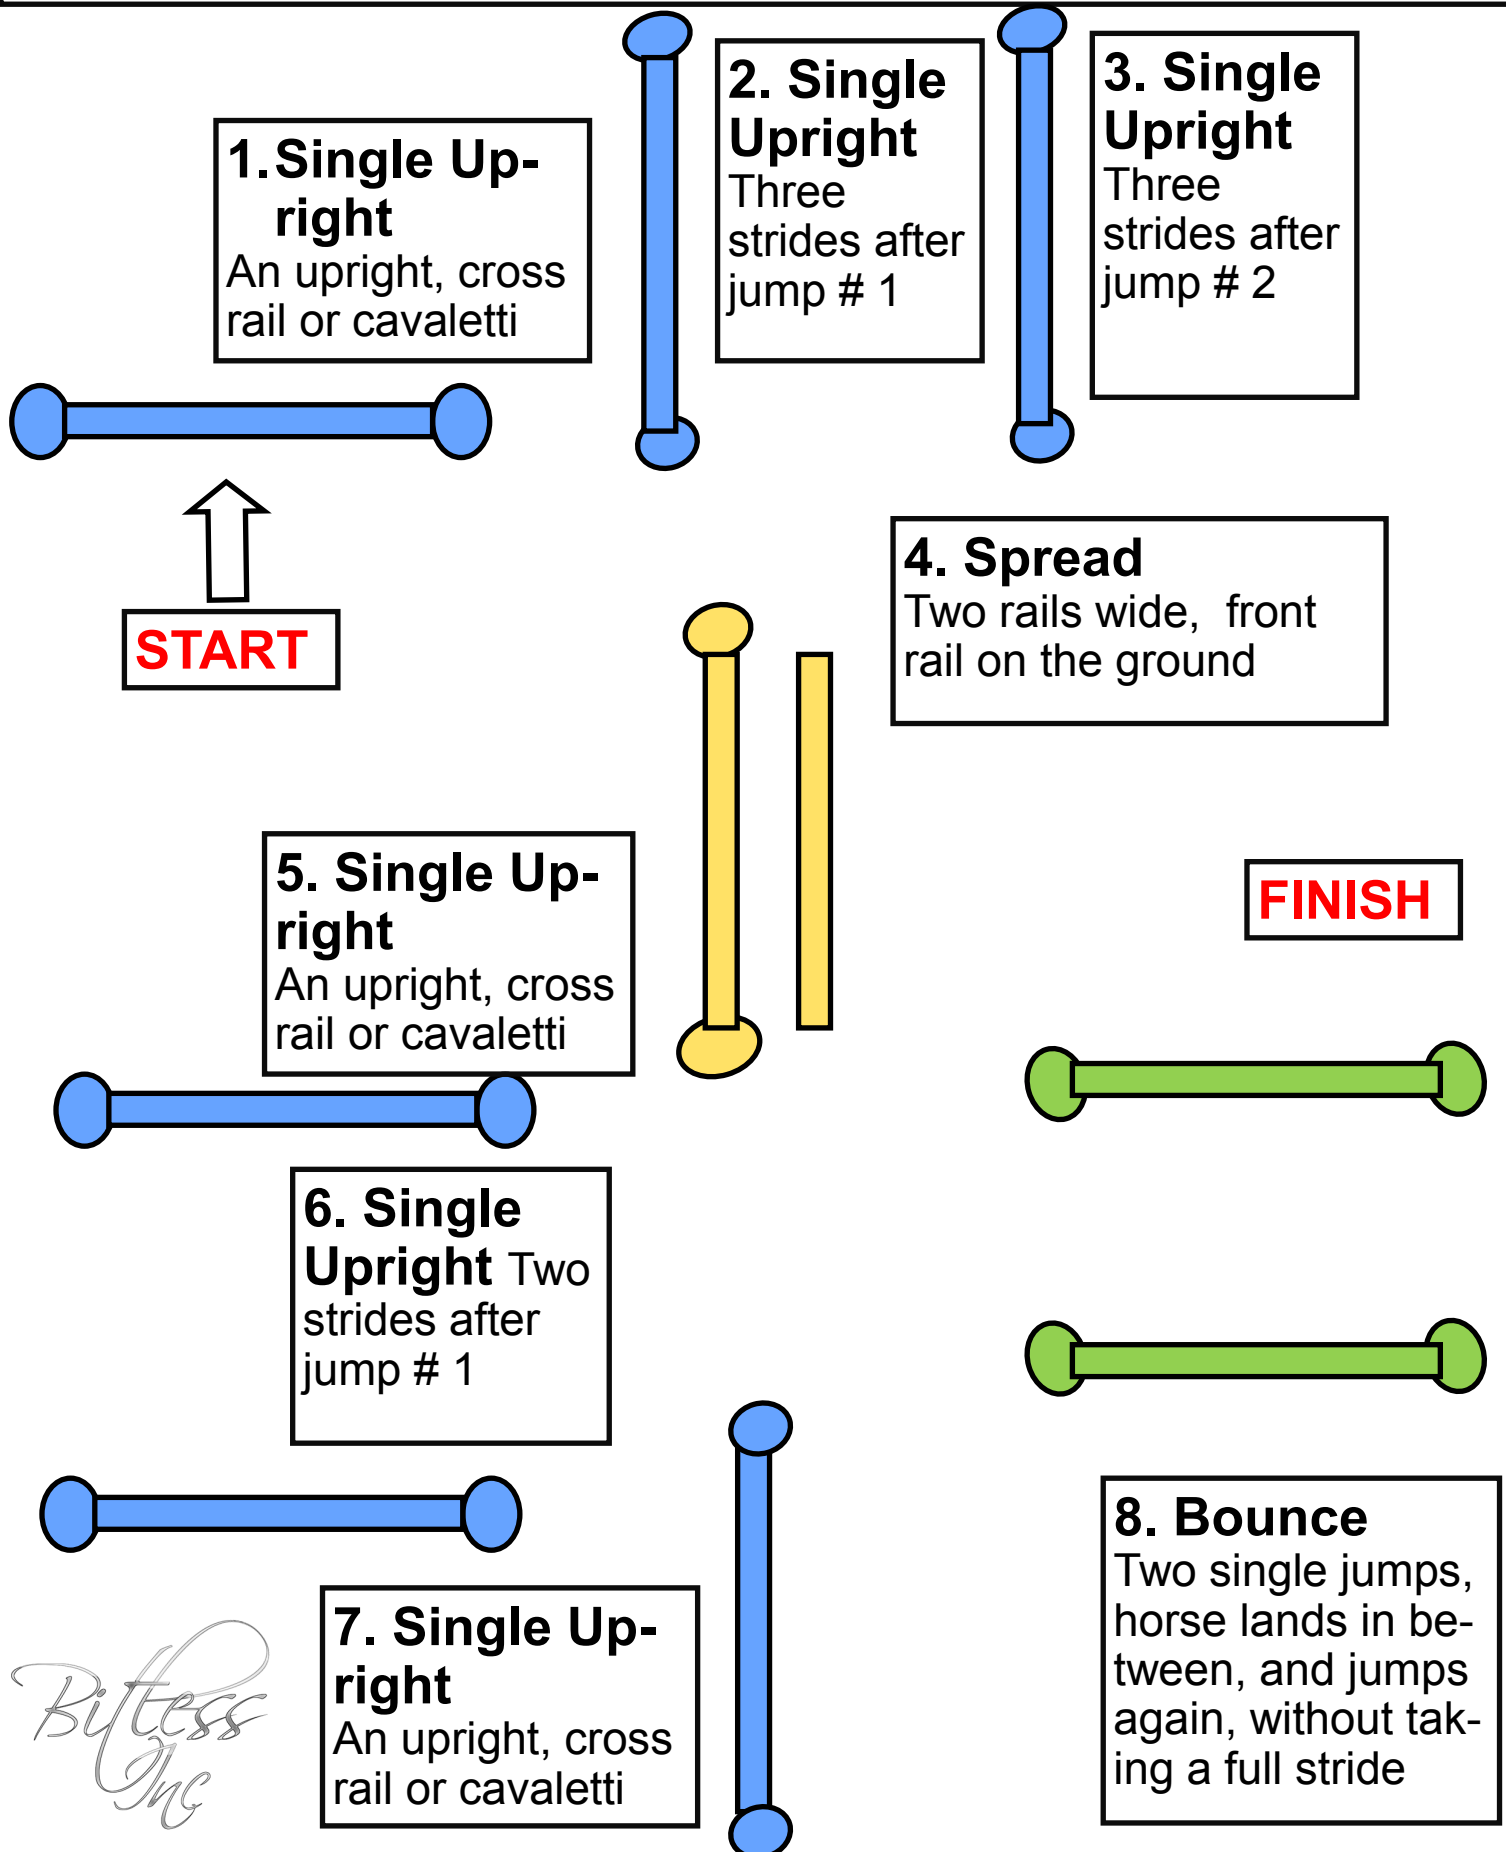 1. Single Up-
right
An upright, cross
rail or cavaletti
2. Single
Upright
Three
strides after
jump # 1
3. Single
Upright
Three
strides after
jump # 2
START
4. Spread
Two rails wide,  front
rail on the ground
5. Single Up-
right
An upright, cross
rail or cavaletti
FINISH
6. Single
Upright Two
strides after
jump # 1
7. Single Up-
right
An upright, cross
rail or cavaletti
8. Bounce
Two single jumps,
horse lands in be-
tween, and jumps
again, without tak-
ing a full stride
Bitless
Inc